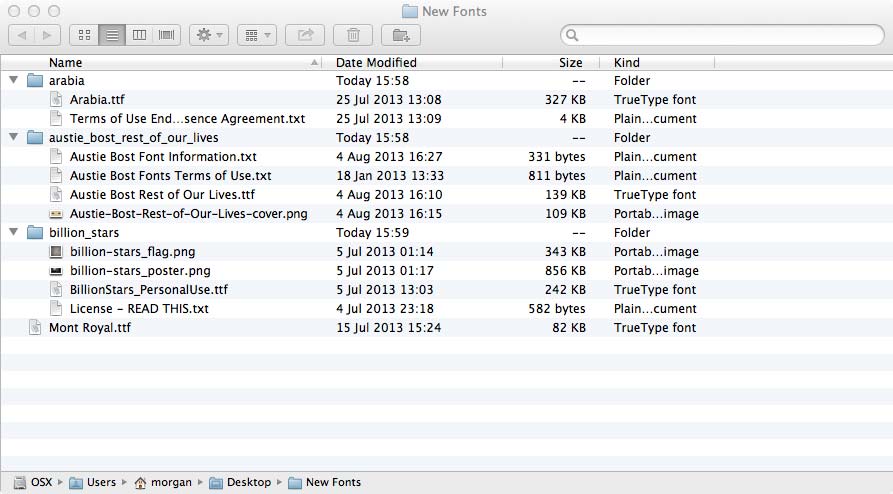 New Fonts
Name Date Modified Size Kind
arabia Today 15:58 -- Folder
Arabia.ttf 25 Jul 2013 13:08 327 KB TrueType font
Terms of Use End...sence Agreement.txt 25 Jul 2013 13:09 4 KB Plain...cument
austie_bost_rest_of_our_lives Today 15:58 -- Folder
Austie Bost Font Information.txt 4 Aug 2013 16:27 331 bytes Plain...cument
Austie Bost Fonts Terms of Use.txt 18 Jan 2013 13:33 811 bytes Plain...cument
Austie Bost Rest of Our Lives.ttf 4 Aug 2013 16:10 139 KB TrueType font
Austie-Bost-Rest-of-Our-Lives-cover.png 4 Aug 2013 16:15 109 KB Portab...image
billion_stars Today 15:59 -- Folder
billion-stars_flag.png 5 Jul 2013 01:14 343 KB Portab...image
billion-stars_poster.png 5 Jul 2013 01:17 856 KB Portab...image
BillionStars_PersonalUse.ttf 5 Jul 2013 13:03 242 KB TrueType font
License – READ THIS.txt 4 Jul 2013 23:18 582 bytes Plain...cument
Mont Royal.ttf 15 Jul 2013 15:24 82 KB TrueType font
OSX Users morgan Desktop New Fonts